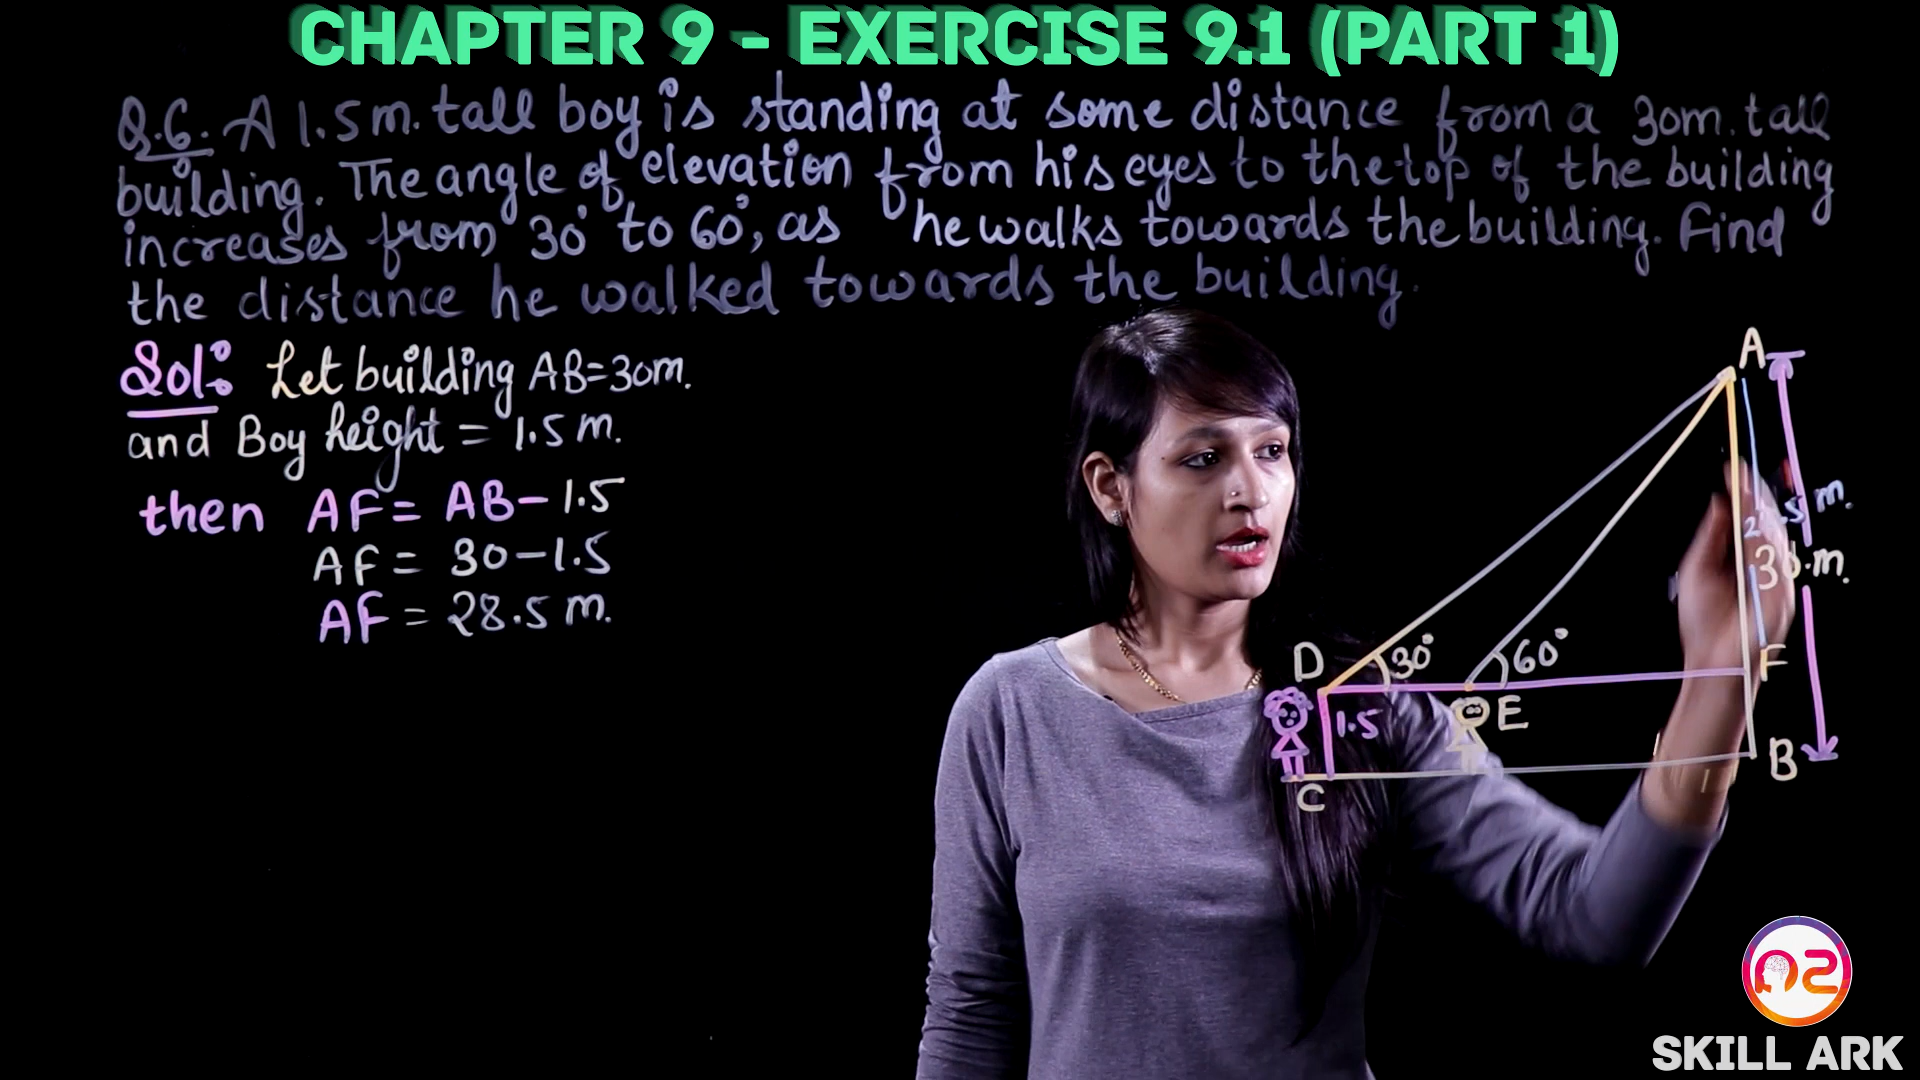 CHAPTER 9 - EXERCISE 9.1 (PART 1)
Q.6. A 1.5m. tall boy is standing at some distance from a 30m. tall
building. The angle of elevation from his eyes to the top of the building
increases from 30° to 60°, as he walks towards the building. Find
the distance he walked towards the building.
Sol: Let building AB=30m.
and Boy height = 1.5 m.
then AF = AB - 1.5
AF = 30 - 1.5
AF = 28.5 m.
A
m.
30.m.
D 30° 60° F
1.5 E
B
C
SKILL ARK